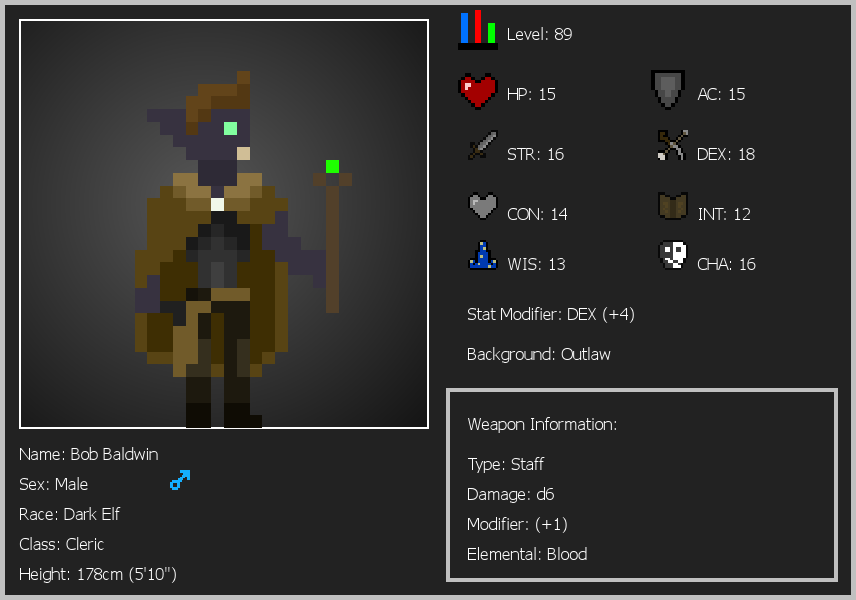 Level: 89
HP: 15
AC: 15
STR: 16
DEX: 18
CON: 14
INT: 12
WIS: 13
CHA: 16
Stat Modifier: DEX (+4)
Background: Outlaw
Weapon Information:
Type: Staff
Damage: d6
Modifier: (+1)
Elemental: Blood
Name: Bob Baldwin
Sex: Male
Race: Dark Elf
Class: Cleric
Height: 178cm (5'10")